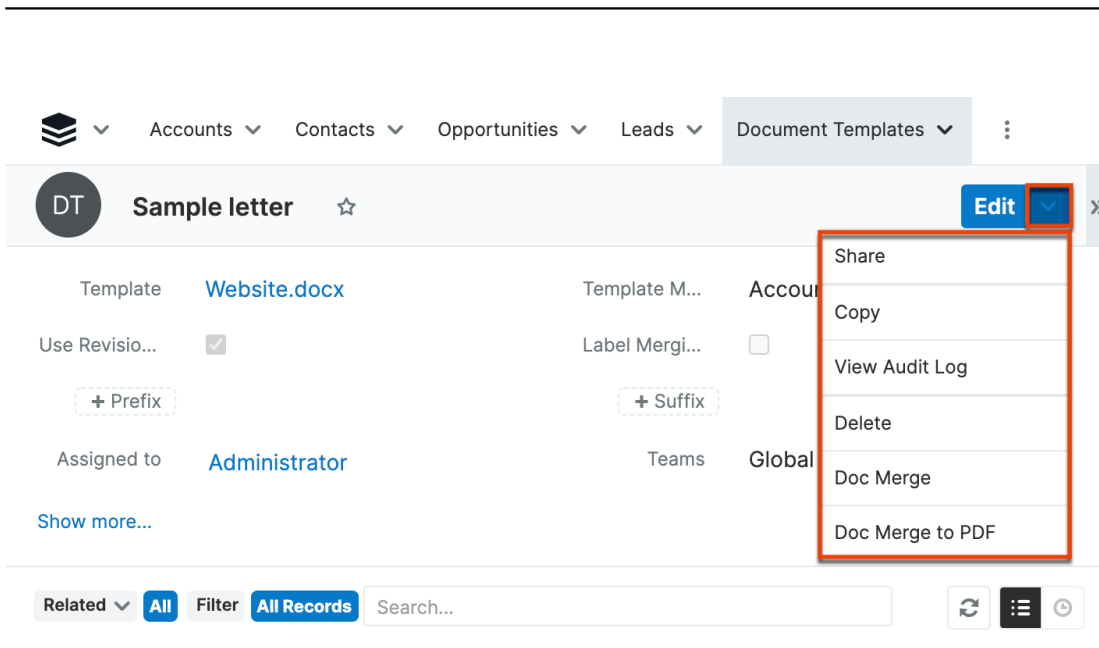 Accounts Contacts Opportunities Leads Document Templates
DT Sample letter Edit
Share
Template Website.docx Template M... Accoun
Copy
Use Revisio... Label Mergi...
View Audit Log
+ Prefix + Suffix
Delete
Assigned to Administrator Teams Global
Doc Merge
Show more...
Doc Merge to PDF
Related All Filter All Records Search...